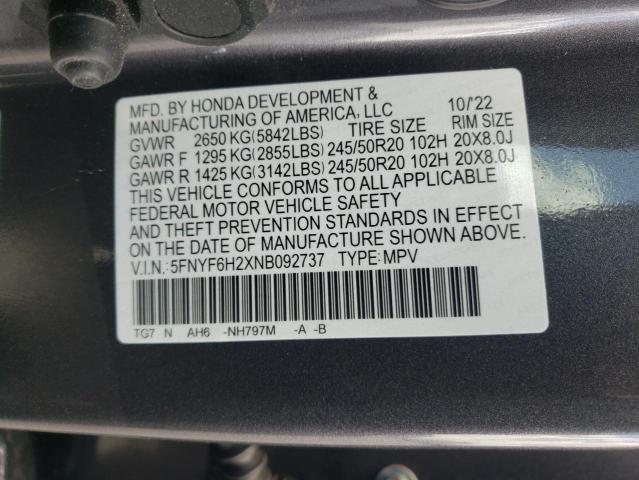 MFD. BY HONDA DEVELOPMENT &
MANUFACTURING OF AMERICA, LLC 10/'22
GVWR 2650 KG(5842LBS) TIRE SIZE RIM SIZE
GAWR F 1295 KG(2855LBS) 245/50R20 102H 20X8.0J
GAWR R 1425 KG(3142LBS) 245/50R20 102H 20X8.0J
THIS VEHICLE CONFORMS TO ALL APPLICABLE
FEDERAL MOTOR VEHICLE SAFETY
AND THEFT PREVENTION STANDARDS IN EFFECT
ON THE DATE OF MANUFACTURE SHOWN ABOVE.
V.I.N.: 5FNYF6H2XNB092737 TYPE: MPV
TG7 N AH6 -NH797M -A -B